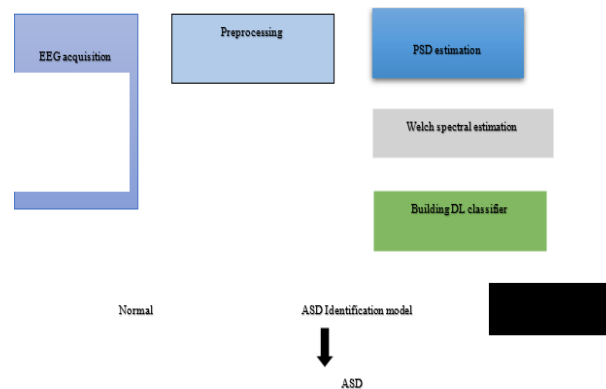 EEG acquisition
Preprocessing
PSD estimation
Welch spectral estimation
Building DL classifier
Normal
ASD Identification model
ASD